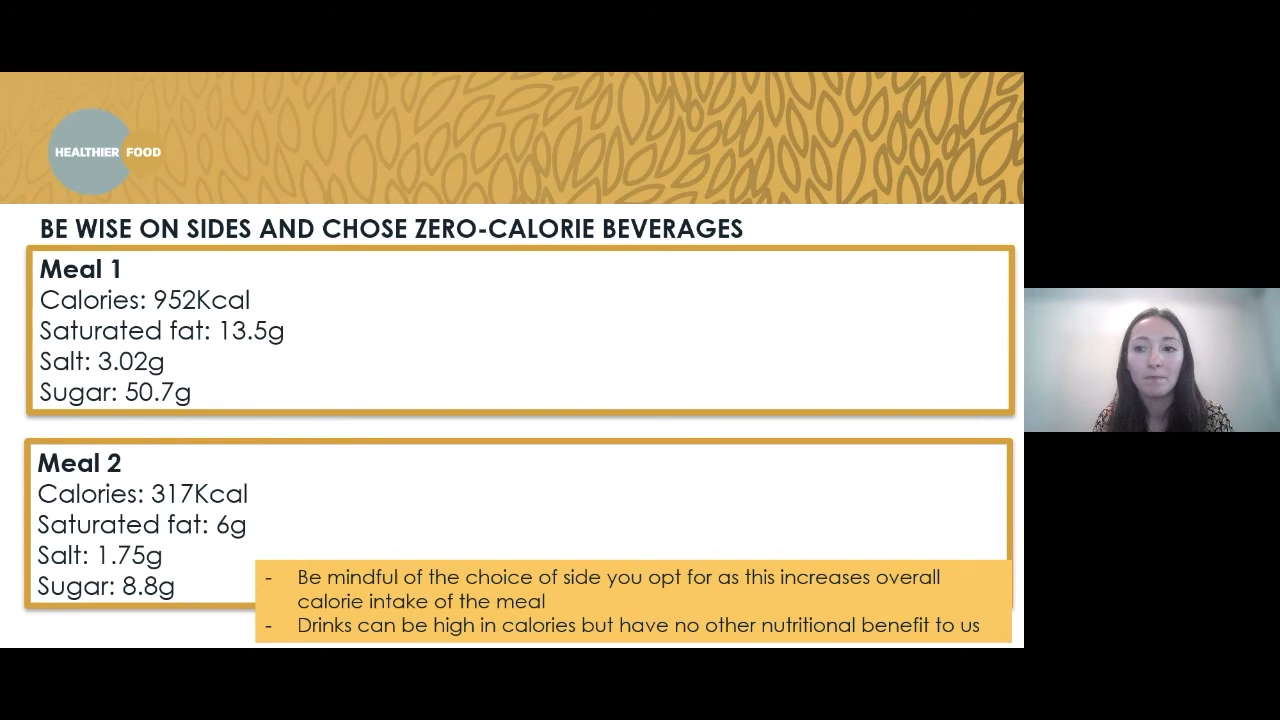 HEALTHIER FOOD
BE WISE ON SIDES AND CHOSE ZERO-CALORIE BEVERAGES
Meal 1
Calories: 952Kcal
Saturated fat: 13.5g
Salt: 3.02g
Sugar: 50.7g
Meal 2
Calories: 317Kcal
Saturated fat: 6g
Salt: 1.75g
Sugar: 8.8g
- Be mindful of the choice of side you opt for as this increases overall
calorie intake of the meal
- Drinks can be high in calories but have no other nutritional benefit to us